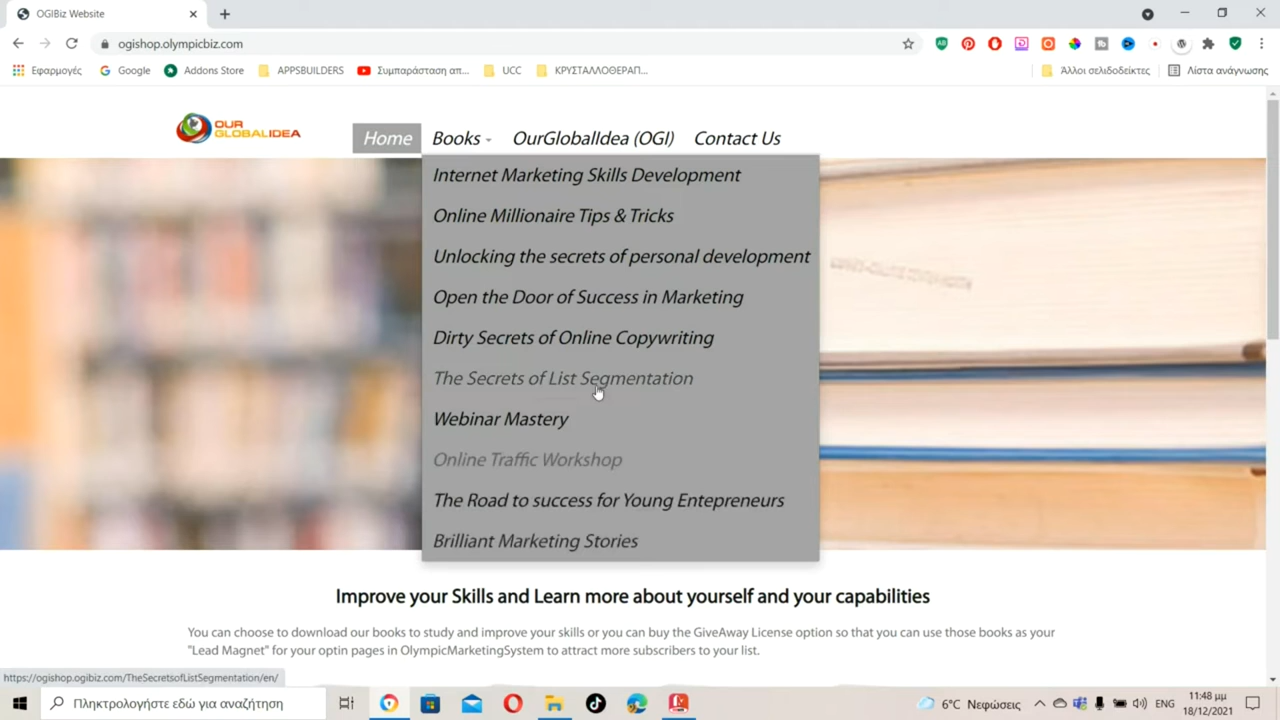 OGIBiz Website
ogishop.olympicbiz.com
Εφαρμογές
Google
Addons Store
APPSBUILDERS
Συμπαράσταση απ...
UCC
ΚΡΥΣΤΑΛΛΟΘΕΡΑΠ...
Άλλοι σελιδοδείκτες
Λίστα ανάγνωσης
OUR
GLOBALIDEA
Home
Books
OurGlobalIdea (OGI)
Contact Us
Internet Marketing Skills Development
Online Millionaire Tips & Tricks
Unlocking the secrets of personal development
Open the Door of Success in Marketing
Dirty Secrets of Online Copywriting
The Secrets of List Segmentation
Webinar Mastery
Online Traffic Workshop
The Road to success for Young Entepreneurs
Brilliant Marketing Stories
Improve your Skills and Learn more about yourself and your capabilities
You can choose to download our books to study and improve your skills or you can buy the GiveAway License option so that you can use those books as your
"Lead Magnet" for your optin pages in OlympicMarketingSystem to attract more subscribers to your list.
https://ogishop.ogibiz.com/TheSecretsofListSegmentation/en/
Πληκτρολογήστε εδώ για αναζήτηση
6°C Νεφώσεις
ENG
11:48 μμ
18/12/2021